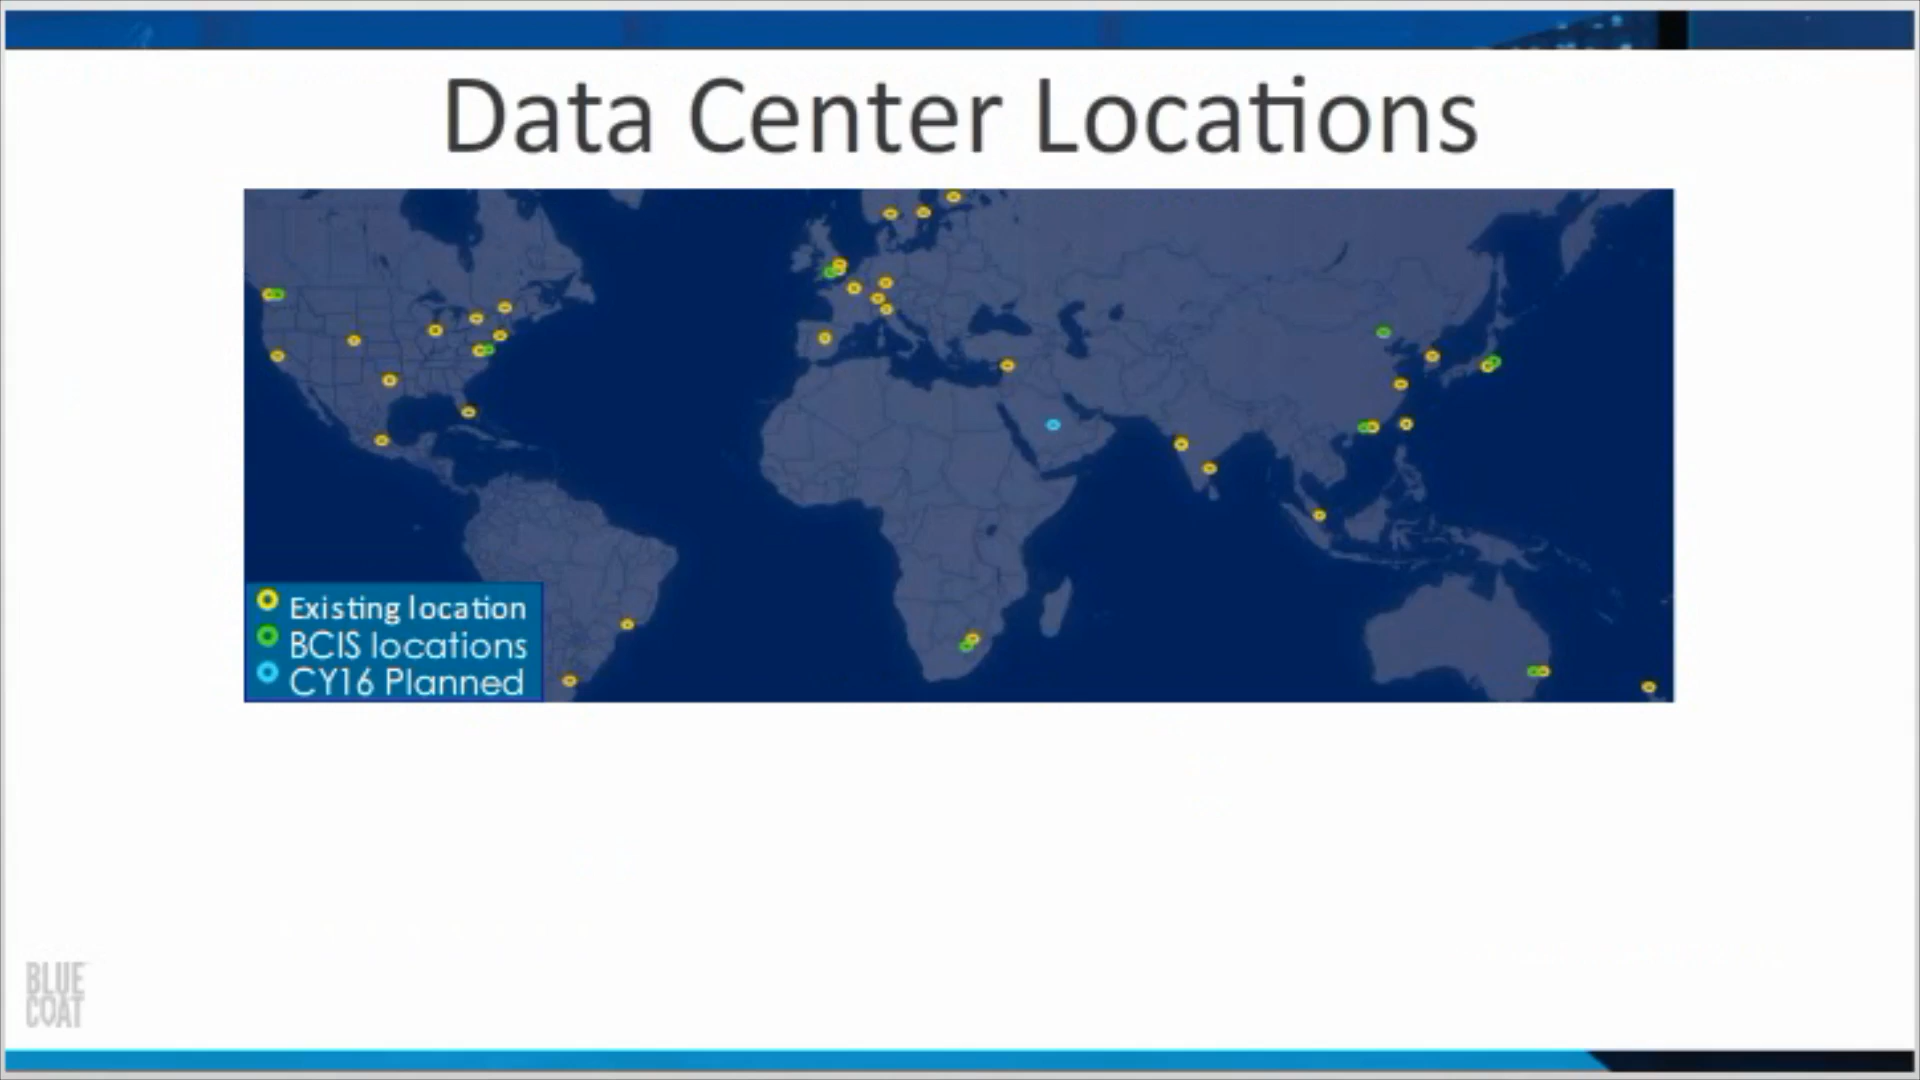 Data Center Locations
Existing location
BCIS locations
CY16 Planned
BLUE
COAT